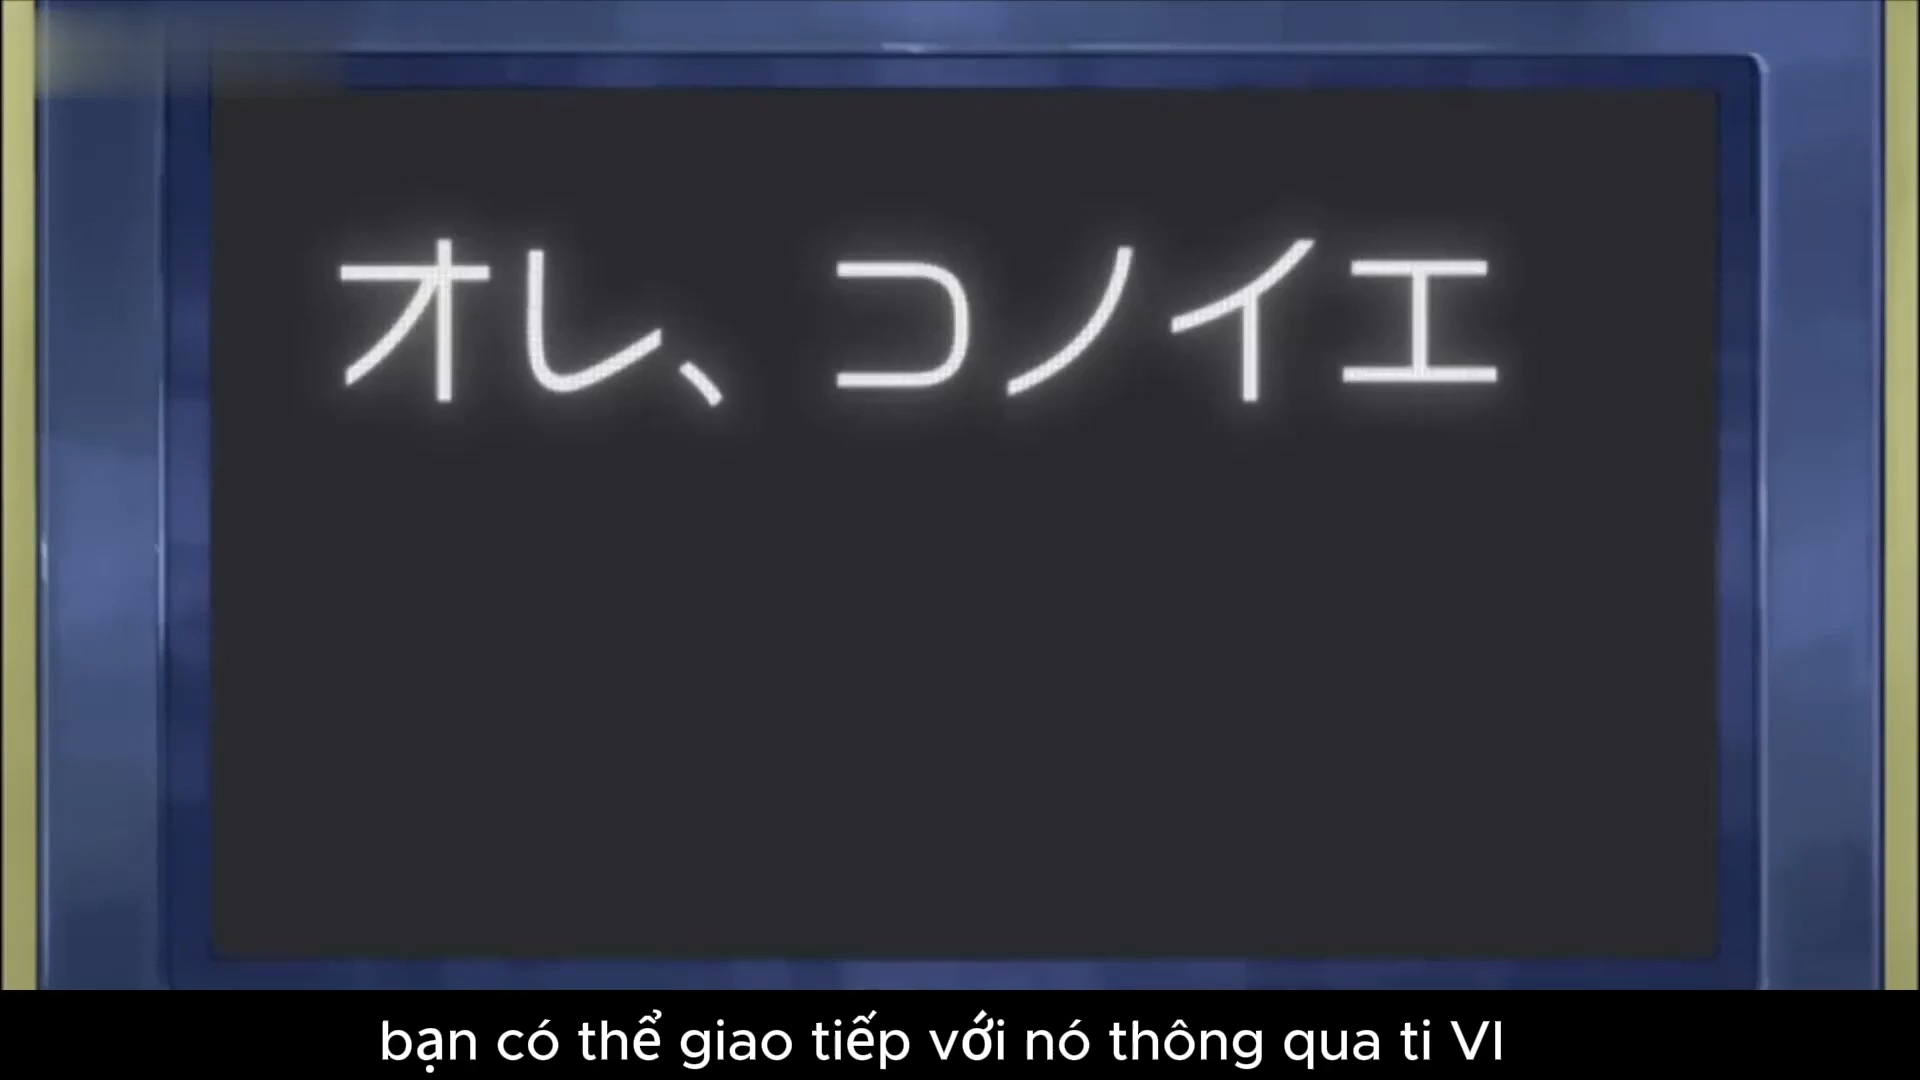 オレ、コノイエ
bạn có thể giao tiếp với nó thông qua ti VI